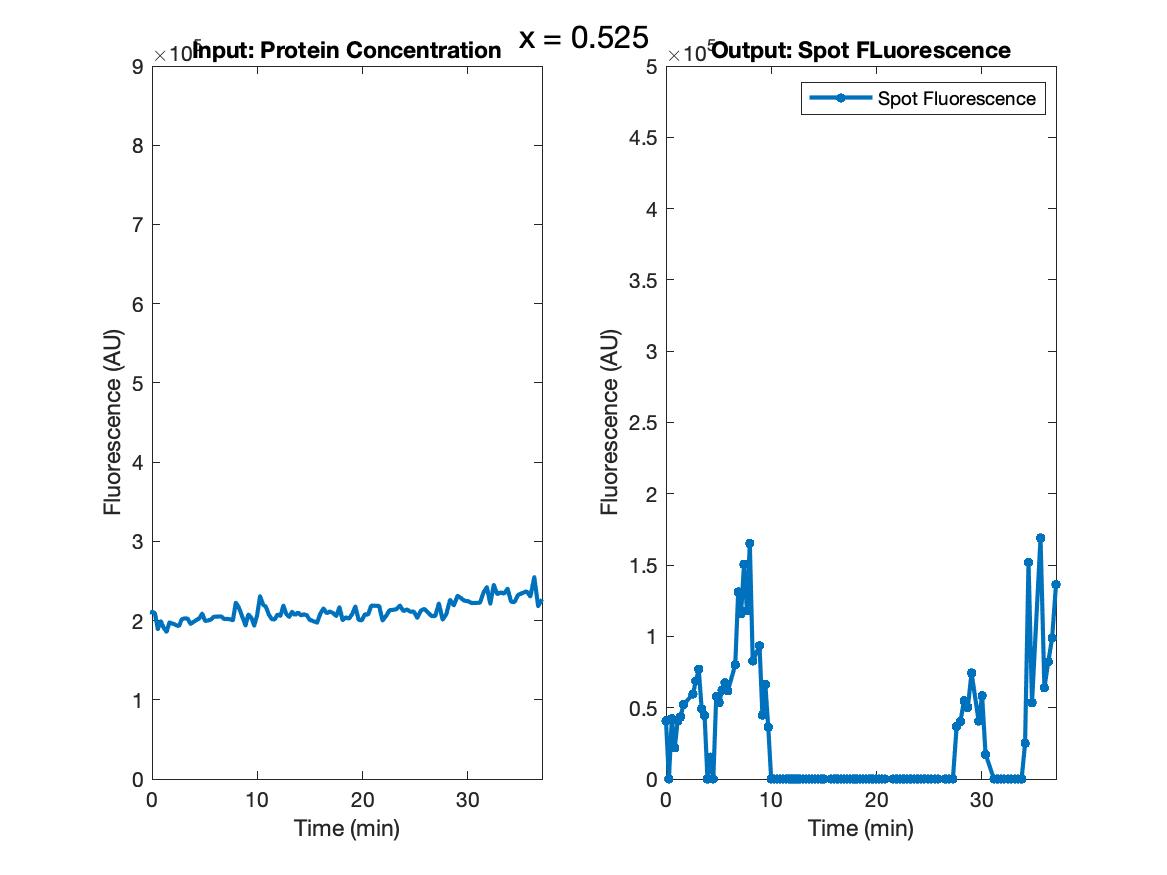 x = 0.525
×10⁵
Input: Protein Concentration
9
8
7
6
5
4
3
2
1
0
Fluorescence (AU)
0 10 20 30
Time (min)
×10⁵
Output: Spot FLuorescence
Spot Fluorescence
5
4.5
4
3.5
3
2.5
2
1.5
1
0.5
0
Fluorescence (AU)
0 10 20 30
Time (min)